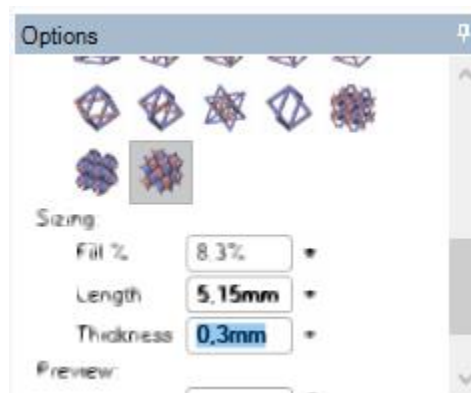 Options
Sizing:
Fill % 8.3%
Length 5,15mm
Thickness 0,3mm
Preview: